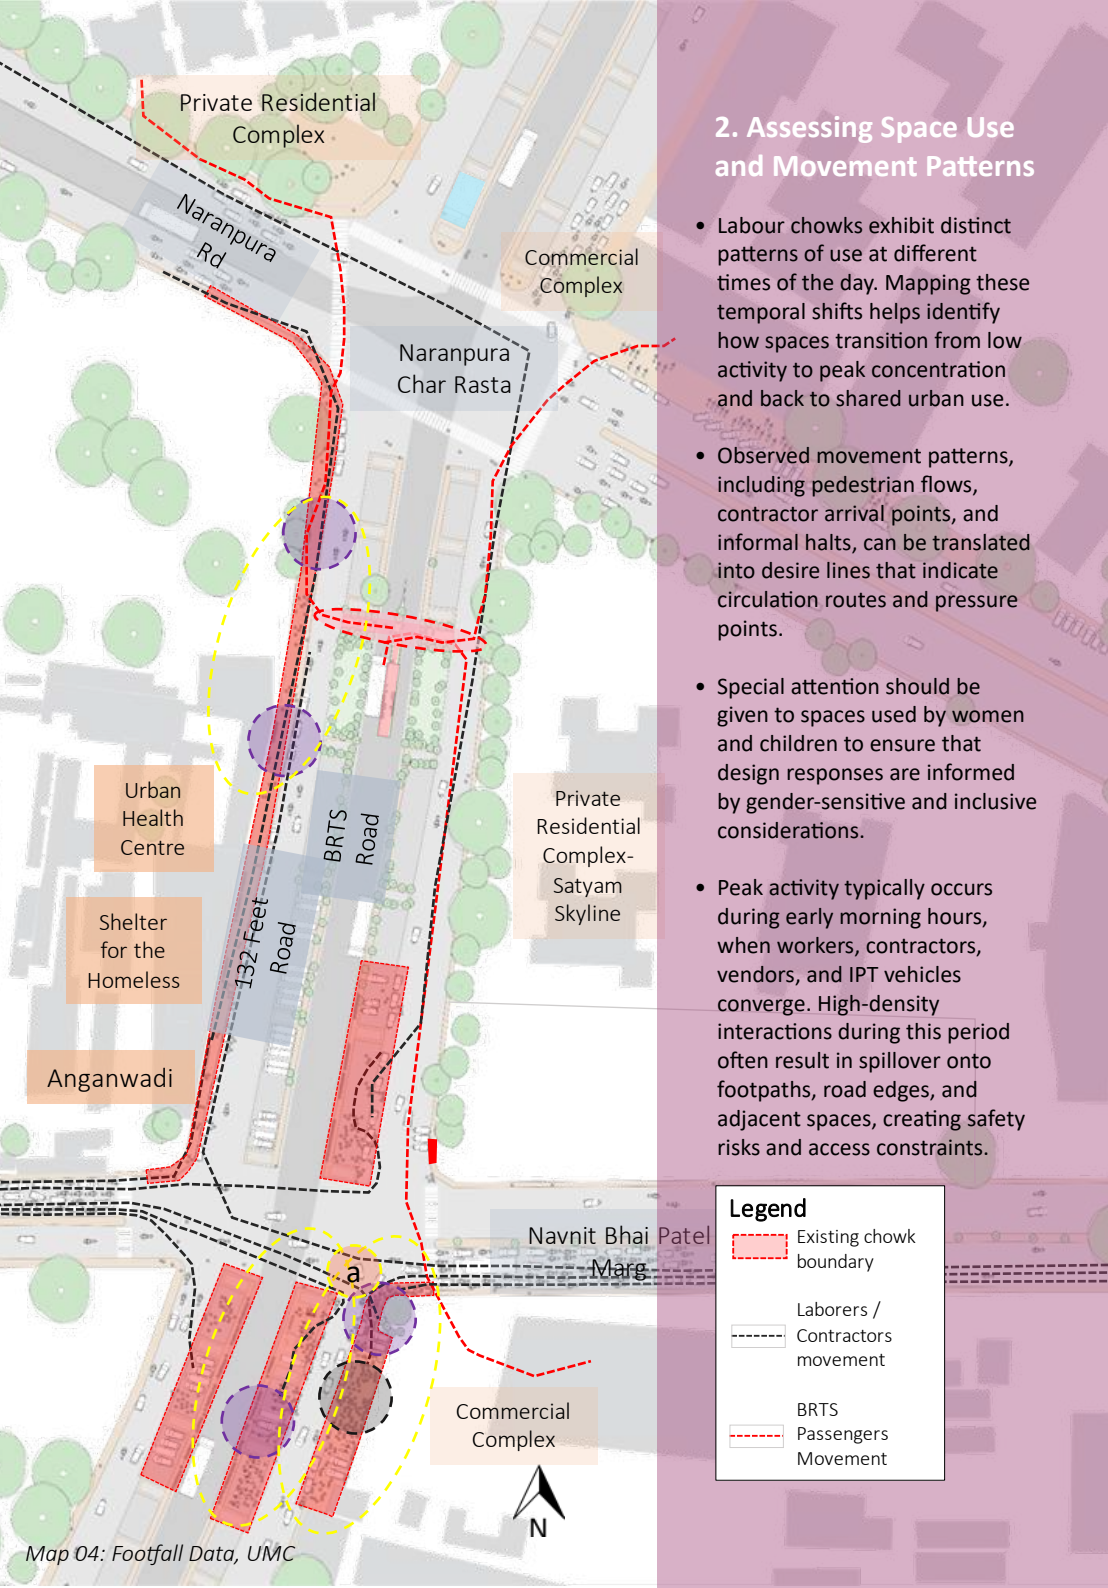 Private Residential
Complex
Naranpura
Rd
Commercial
Complex
Naranpura
Char Rasta
Urban
Health
Centre
BRTS
Road
Private
Residential
Complex-
Satyam
Skyline
Shelter
for the
Homeless
132 Feet
Road
Anganwadi
Navnit Bhai Patel
Marg
a
Commercial
Complex
N
Map 04: Footfall Data, UMC
2. Assessing Space Use
and Movement Patterns
• Labour chowks exhibit distinct
patterns of use at different
times of the day. Mapping these
temporal shifts helps identify
how spaces transition from low
activity to peak concentration
and back to shared urban use.
• Observed movement patterns,
including pedestrian flows,
contractor arrival points, and
informal halts, can be translated
into desire lines that indicate
circulation routes and pressure
points.
• Special attention should be
given to spaces used by women
and children to ensure that
design responses are informed
by gender-sensitive and inclusive
considerations.
• Peak activity typically occurs
during early morning hours,
when workers, contractors,
vendors, and IPT vehicles
converge. High-density
interactions during this period
often result in spillover onto
footpaths, road edges, and
adjacent spaces, creating safety
risks and access constraints.
Legend
Existing chowk
boundary
Laborers /
Contractors
movement
BRTS
Passengers
Movement